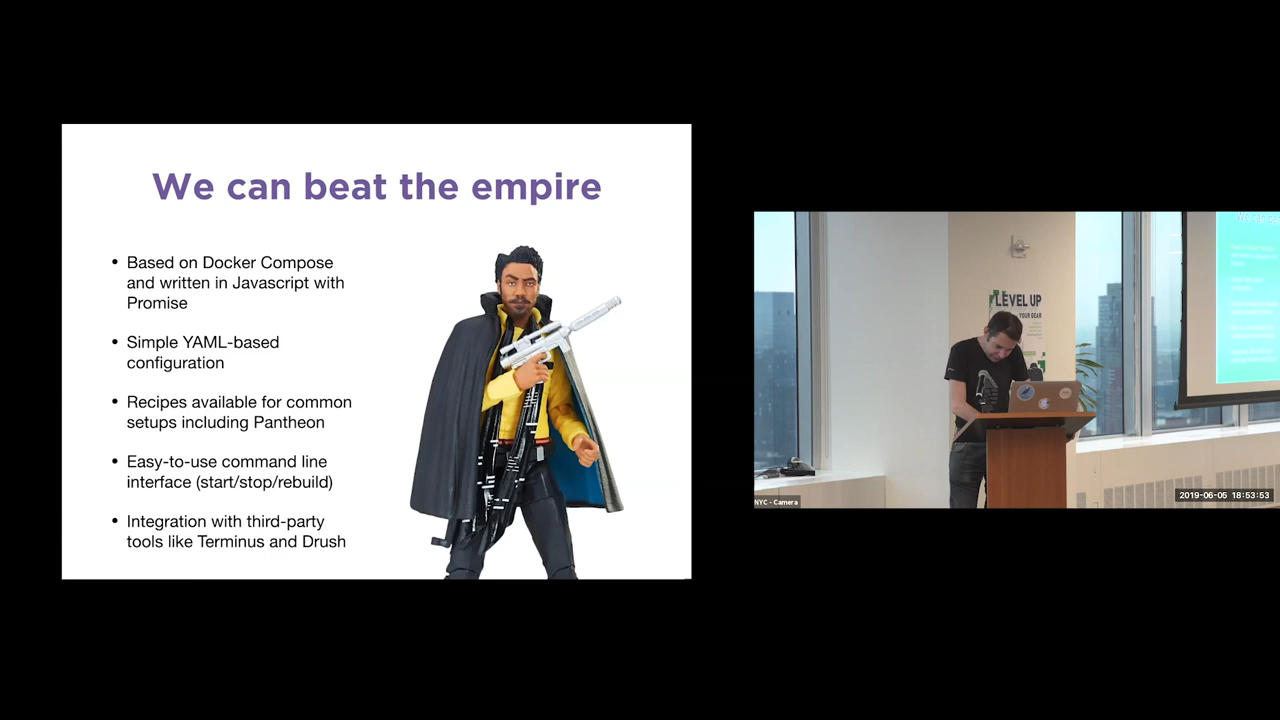 We can beat the empire
• Based on Docker Compose
and written in Javascript with
Promise
• Simple YAML-based
configuration
• Recipes available for common
setups including Pantheon
• Easy-to-use command line
interface (start/stop/rebuild)
• Integration with third-party
tools like Terminus and Drush
LEVEL UP
YOUR GEAR
NYC - Camera
2019-06-05 18:53:53